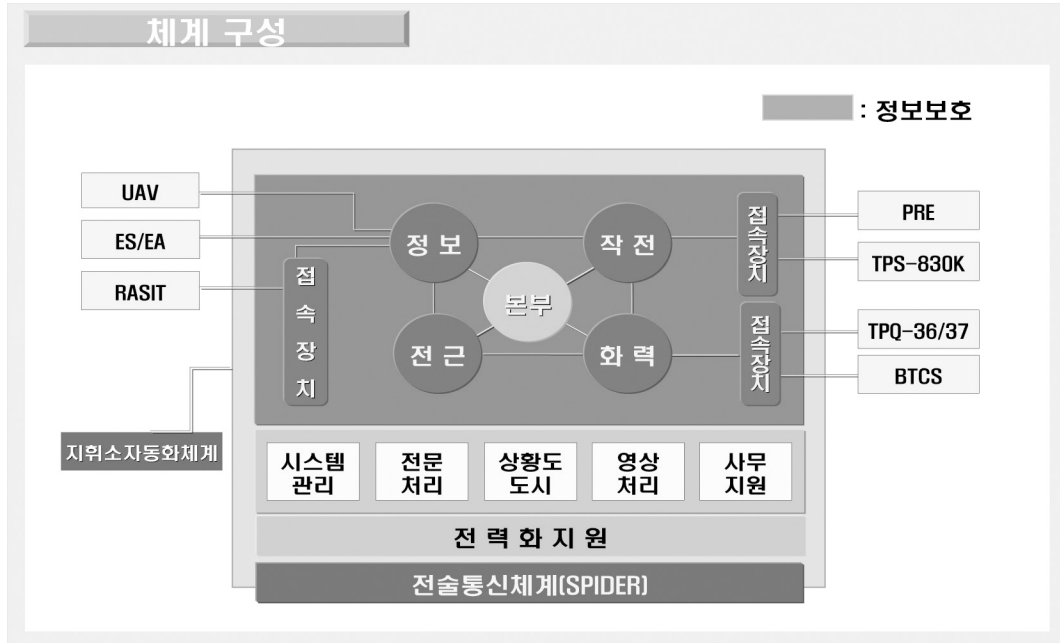 체계 구성
: 정보보호
UAV
ES/EA
RASIT
지휘소자동화체계
정 보
작 전
본부
전 근
화 력
접
속
장
치
접속장치
접속장치
PRE
TPS-830K
TPQ-36/37
BTCS
시스템
관리
전문
처리
상황도
도시
영상
처리
사무
지원
전 력 화 지 원
전술통신체계(SPIDER)